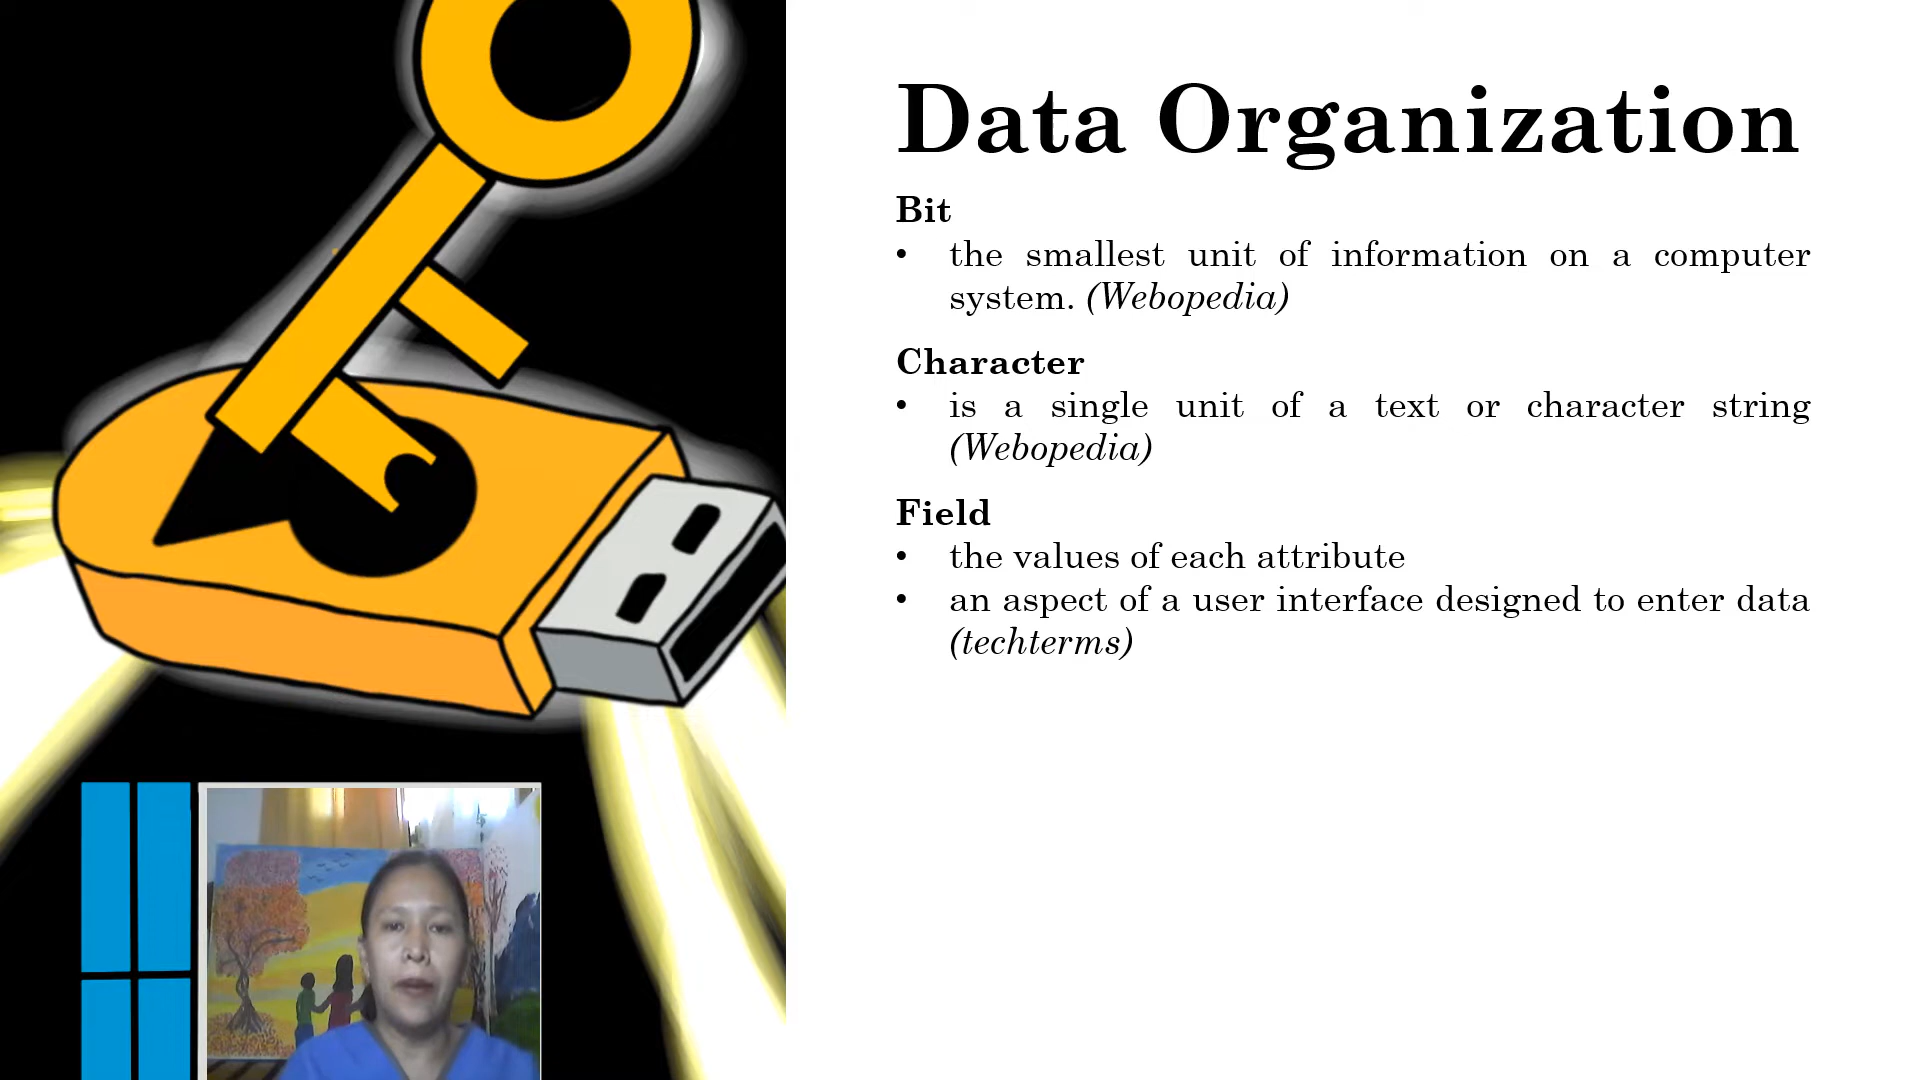 Data Organization
Bit
• the smallest unit of information on a computer
system. (Webopedia)
Character
• is a single unit of a text or character string
(Webopedia)
Field
• the values of each attribute
• an aspect of a user interface designed to enter data
(techterms)